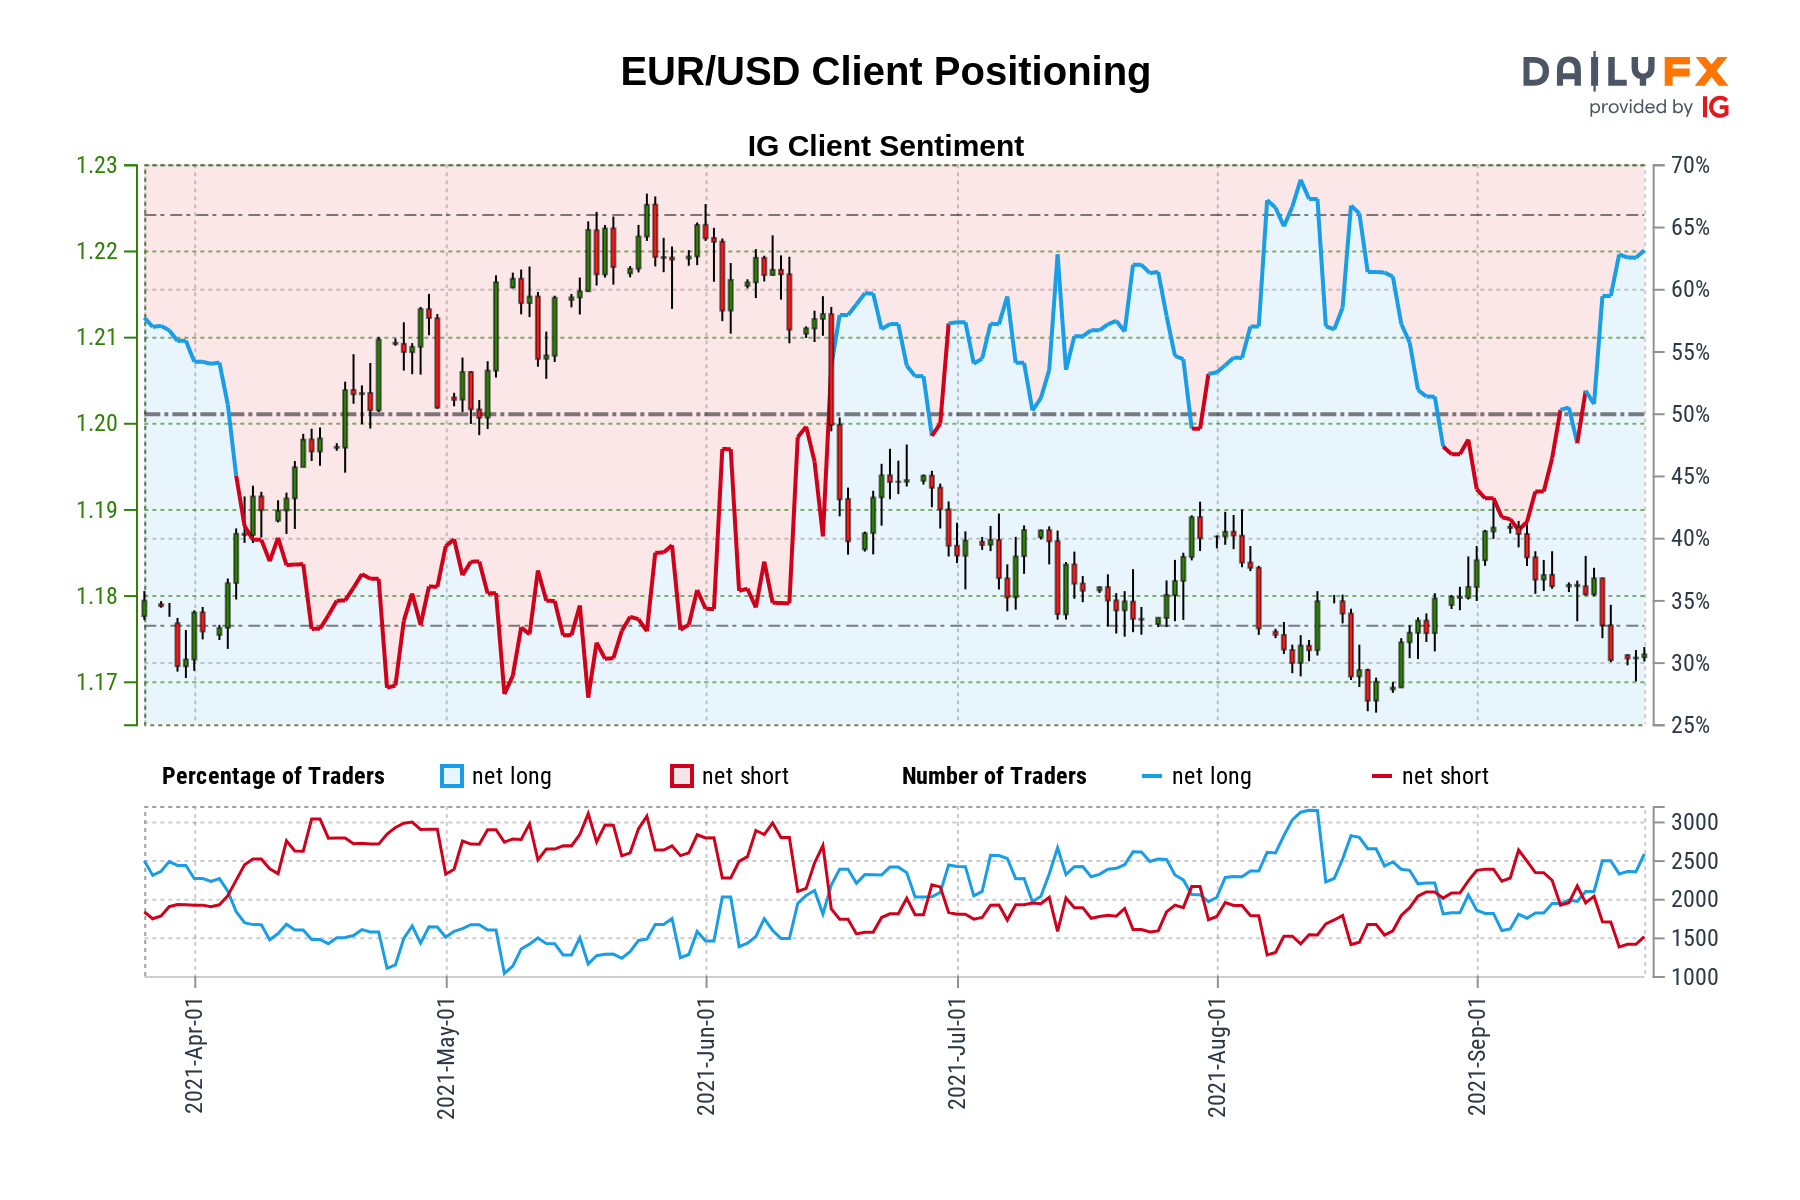 EUR/USD Client Positioning
DAILYFX
provided by IG
IG Client Sentiment
1.23
1.22
1.21
1.20
1.19
1.18
1.17
70%
65%
60%
55%
50%
45%
40%
35%
30%
25%
Percentage of Traders net long net short Number of Traders net long net short
3000
2500
2000
1500
1000
2021-Apr-01
2021-May-01
2021-Jun-01
2021-Jul-01
2021-Aug-01
2021-Sep-01